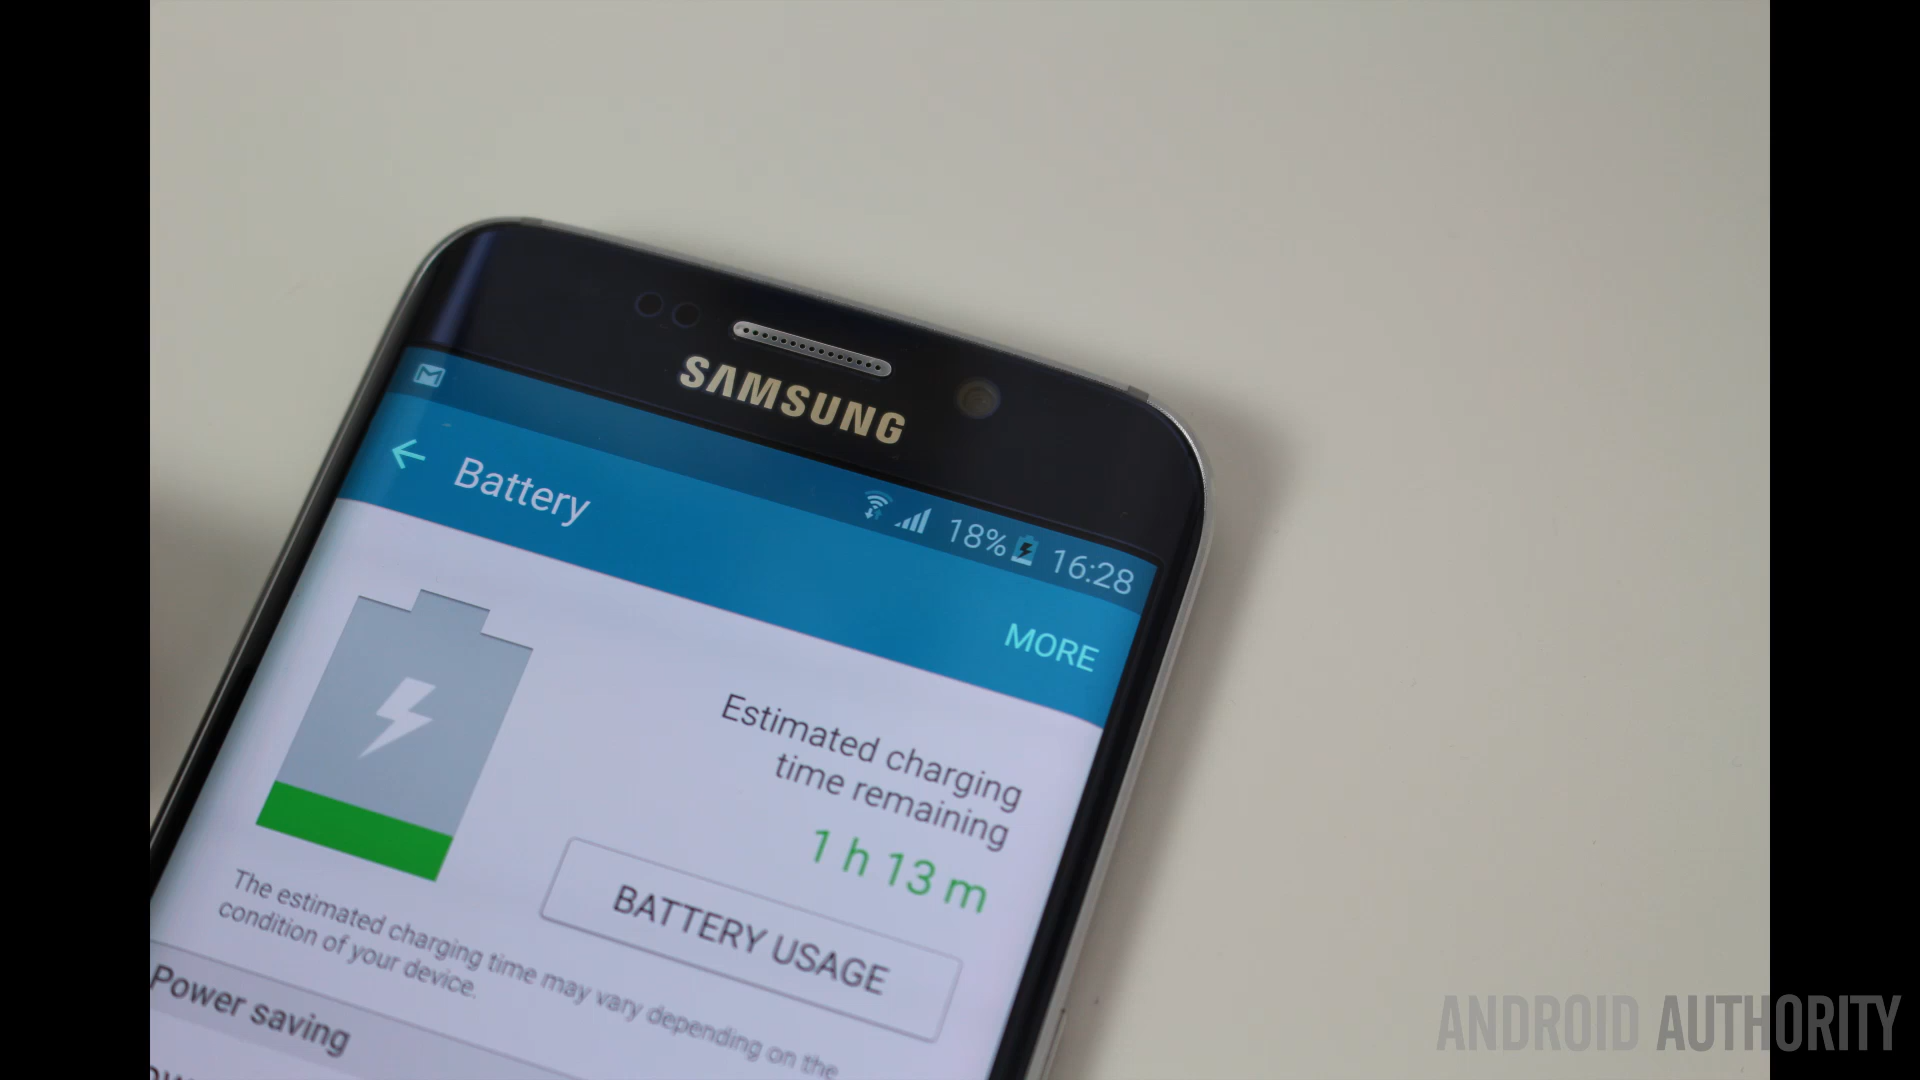 SAMSUNG
18% 16:28
Battery
MORE
Estimated charging
time remaining
1 h 13 m
BATTERY USAGE
The estimated charging time may vary depending on the
condition of your device.
Power saving
ANDROID AUTHORITY